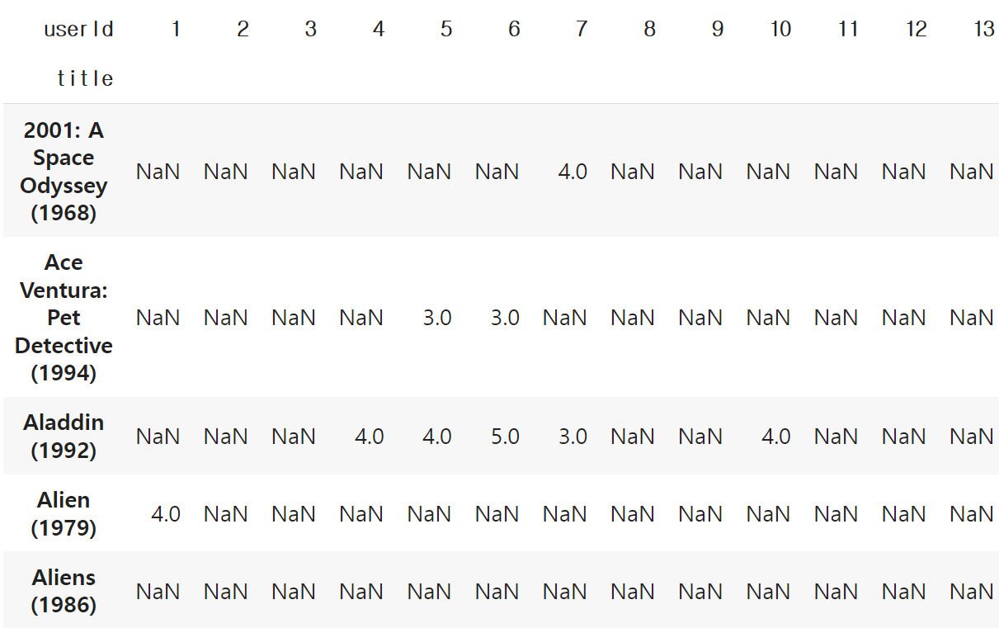 userId 1 2 3 4 5 6 7 8 9 10 11 12 13
title
2001: A
Space
Odyssey
(1968)
NaN NaN NaN NaN NaN NaN 4.0 NaN NaN NaN NaN NaN NaN
Ace
Ventura:
Pet
Detective
(1994)
NaN NaN NaN NaN 3.0 3.0 NaN NaN NaN NaN NaN NaN NaN
Aladdin
(1992)
NaN NaN NaN 4.0 4.0 5.0 3.0 NaN NaN 4.0 NaN NaN NaN
Alien
(1979)
4.0 NaN NaN NaN NaN NaN NaN NaN NaN NaN NaN NaN NaN
Aliens
(1986)
NaN NaN NaN NaN NaN NaN NaN NaN NaN NaN NaN NaN NaN